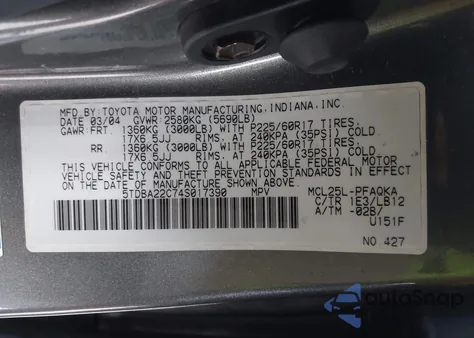 MFD. BY: TOYOTA MOTOR MANUFACTURING, INDIANA, INC.
DATE 03/04 GVWR 2580KG (5690LB)
GAWR: FRT. 1360KG (3000LB) WITH P225/60R17 TIRES.
17X6.5JJ RIMS. AT 240KPA (35PSI) COLD.
RR. 1360KG (3000LB) WITH P225/60R17 TIRES.
17X6.5JJ RIMS. AT 240KPA (35PSI) COLD.
THIS VEHICLE CONFORMS TO ALL APPLICABLE FEDERAL MOTOR
VEHICLE SAFETY AND BUMPER STANDARDS IN EFFECT ON THE
DATE OF MANUFACTURE SHOWN ABOVE.
5TDBA22C74S017390 MPV MCL25L-PFAQKA
C/TR 1E3/LB12
A/TM -02B/
U151F
NO 427
autoSnap